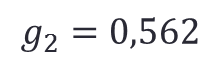 g₂ = 0,562